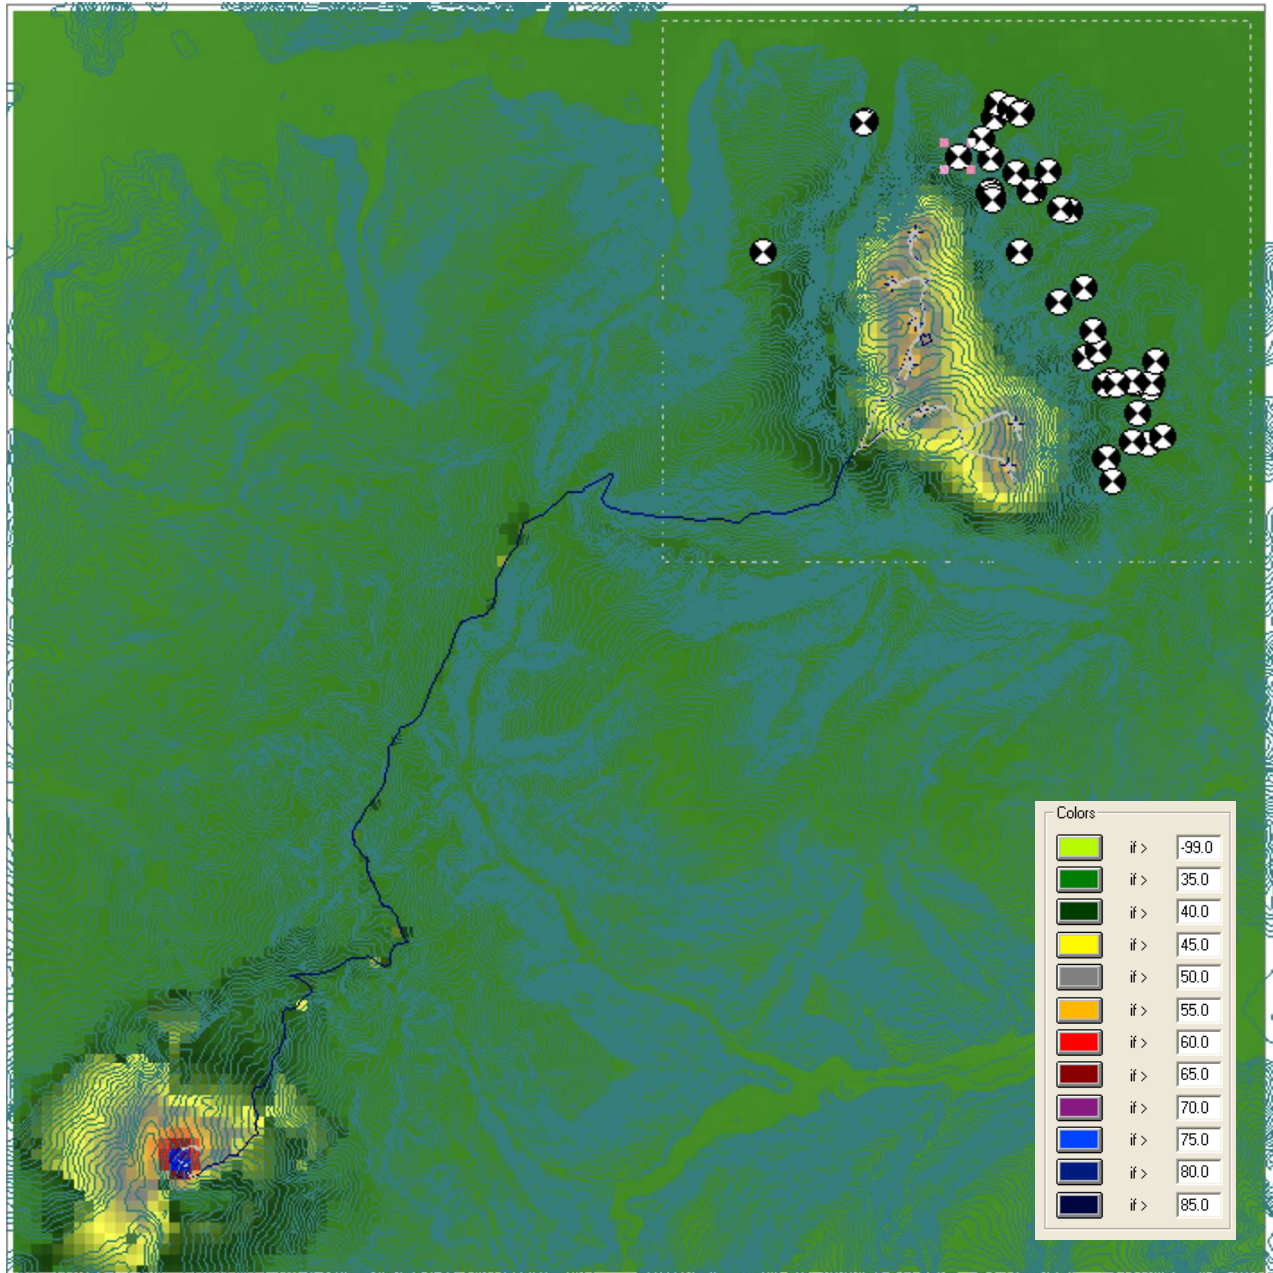 Colors
if > -99.0
if > 35.0
if > 40.0
if > 45.0
if > 50.0
if > 55.0
if > 60.0
if > 65.0
if > 70.0
if > 75.0
if > 80.0
if > 85.0